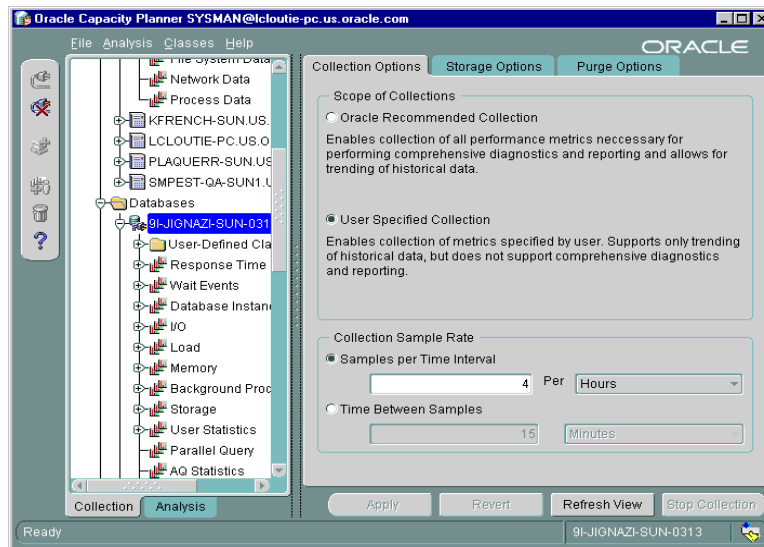 Oracle Capacity Planner SYSMAN@lcloutie-pc.us.oracle.com
File Analysis Classes Help
ORACLE
File System Data
Network Data
Process Data
KFRENCH-SUN.US.
LCLOUTIE-PC.US.O
PLAQUERR-SUN.US
SMPEST-QA-SUN1.U
Databases
9I-JIGNAZI-SUN-031
User-Defined Cla
Response Time
Wait Events
Database Instan
I/O
Load
Memory
Background Proc
Storage
User Statistics
Parallel Query
AQ Statistics
Collection Analysis
Collection Options Storage Options Purge Options
Scope of Collections
Oracle Recommended Collection
Enables collection of all performance metrics neccessary for
performing comprehensive diagnostics and reporting and allows for
trending of historical data.
User Specified Collection
Enables collection of metrics specified by user. Supports only trending
of historical data, but does not support comprehensive diagnostics
and reporting.
Collection Sample Rate
Samples per Time Interval
4 Per Hours
Time Between Samples
15 Minutes
Apply Revert Refresh View Stop Collection
Ready 9I-JIGNAZI-SUN-0313